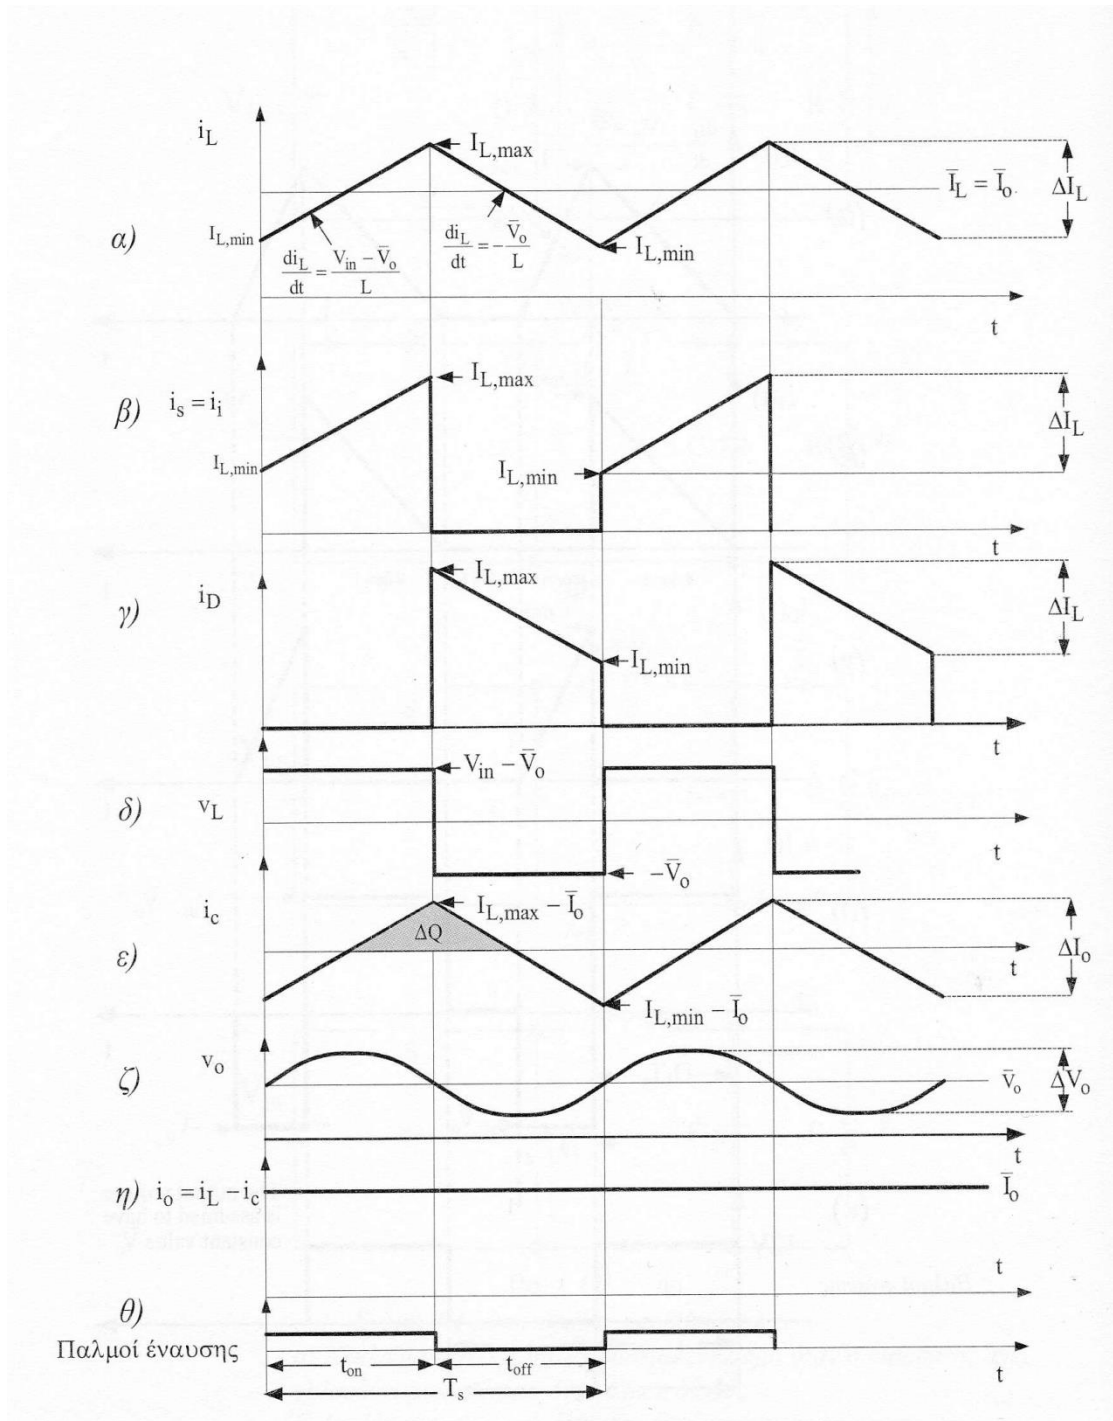 i_L
I_L,max
Ī_L = Ī_o
ΔI_L
α)
I_L,min
di_L/dt = (V_in − V̄_o)/L
di_L/dt = −V̄_o/L
I_L,min
t
β) i_s = i_i
I_L,max
I_L,min
I_L,min
ΔI_L
t
γ) i_D
I_L,max
I_L,min
ΔI_L
t
δ) v_L
V_in − V̄_o
−V̄_o
t
ε) i_c
I_L,max − Ī_o
ΔQ
I_L,min − Ī_o
ΔI_o
t
ζ) v_o
V̄_o
ΔV_o
t
η) i_o = i_L − i_c
Ī_o
t
θ)
Παλμοί έναυσης
t_on
t_off
t
T_s